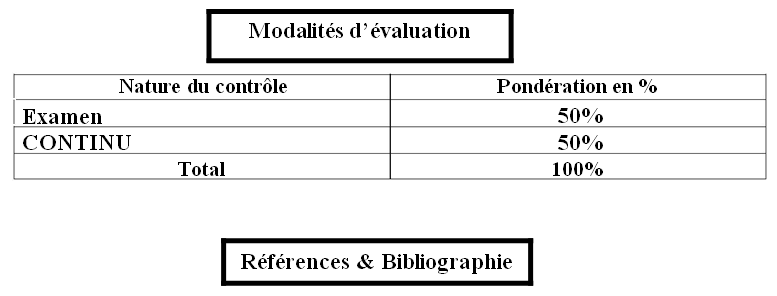 Modalités d'évaluation
Nature du contrôle Pondération en %
Examen 50%
CONTINU 50%
Total 100%
Références & Bibliographie